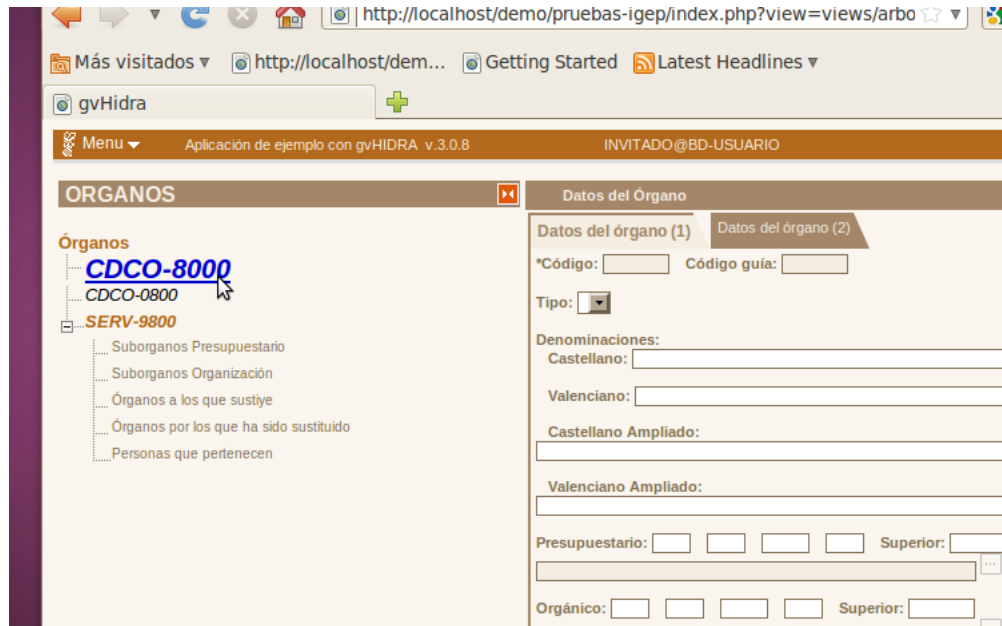 http://localhost/demo/pruebas-igep/index.php?view=views/arbo
Más visitados http://localhost/dem... Getting Started Latest Headlines
gvHidra
Menu Aplicación de ejemplo con gvHIDRA v.3.0.8 INVITADO@BD-USUARIO
ORGANOS
Órganos
CDCO-8000
CDCO-0800
SERV-9800
Suborganos Presupuestario
Suborganos Organización
Órganos a los que sustiye
Órganos por los que ha sido sustituido
Personas que pertenecen
Datos del Órgano
Datos del órgano (1) Datos del órgano (2)
*Código: Código guía:
Tipo:
Denominaciones:
Castellano:
Valenciano:
Castellano Ampliado:
Valenciano Ampliado:
Presupuestario: Superior:
...
Orgánico: Superior: